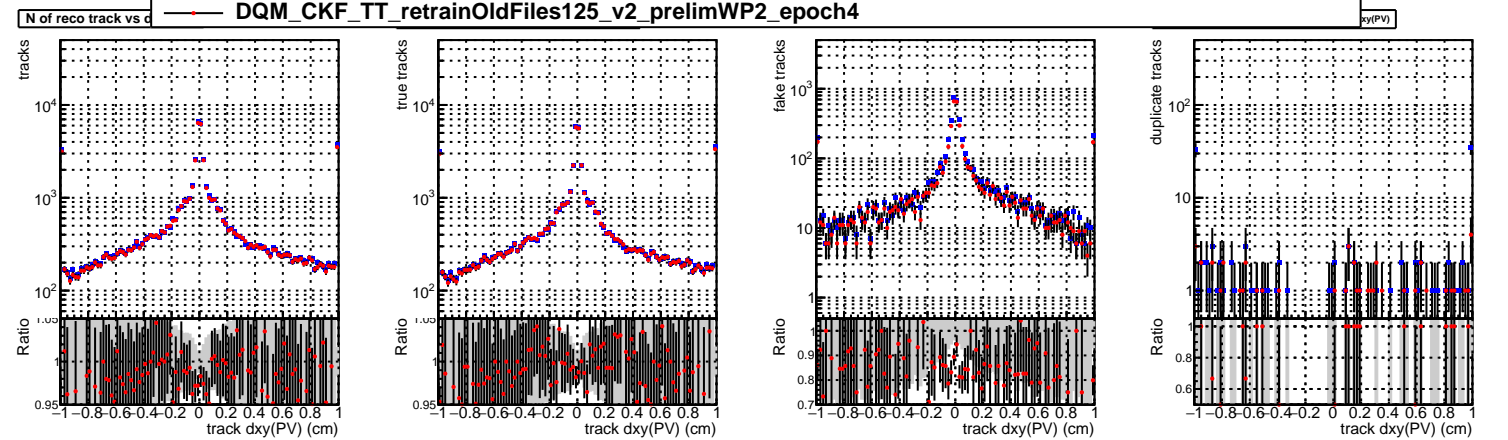 DQM_CKF_TT_retrainOldFiles125_v2_prelimWP2_epoch4
N of reco track vs
xy(PV)
tracks
10⁴
10³
10²
Ratio
1.05
1
0.95
−1 −0.8 −0.6 −0.4 −0.2 0 0.2 0.4 0.6 0.8 1
track dxy(PV) (cm)
true tracks
10⁴
10³
10²
Ratio
1.05
1
0.95
−1 −0.8 −0.6 −0.4 −0.2 0 0.2 0.4 0.6 0.8 1
track dxy(PV) (cm)
fake tracks
10³
10²
10
1
Ratio
0.9
0.8
0.7
−1 −0.8 −0.6 −0.4 −0.2 0 0.2 0.4 0.6 0.8 1
track dxy(PV) (cm)
duplicate tracks
10²
10
1
Ratio
1
0.8
0.6
−1 −0.8 −0.6 −0.4 −0.2 0 0.2 0.4 0.6 0.8 1
track dxy(PV) (cm)